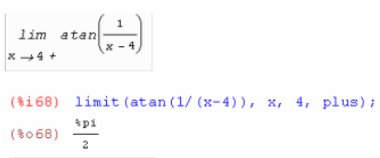 lim atan(1/(x - 4))
x → 4 +
(%i68) limit(atan(1/(x-4)), x, 4, plus);
(%o68) %pi/2